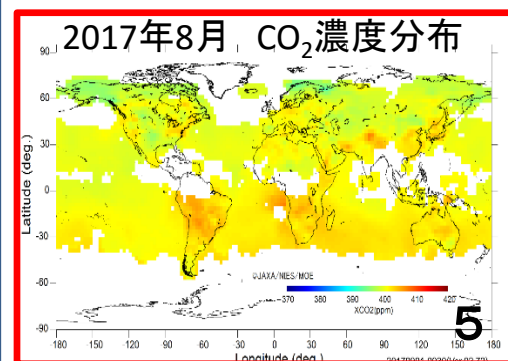 2017年8月 CO₂濃度分布
90
60
30
0
-30
-60
-90
Latitude (deg.)
©JAXA/NIES/MOE
370 380 390 400 410 420
XCO2(ppm)
5
-180 -150 -120 -90 -60 -30 0 30 60 90 120 150 180
Longitude (deg.)